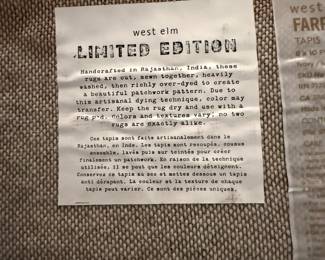 west elm
LIMITED EDITION
Handcrafted in Rajasthan, India, these
rugs are cut, sewn together, heavily
washed, then richly over-dyed to create
a beautiful patchwork pattern. Due to
this artisanal dying technique, color may
transfer. Keep the rug dry and use with a
rug pad. Colors and textures vary; no two
rugs are exactly alike.
Ces tapis sont faits artisanalement dans le
Rajasthan, en Inde. Les tapis sont recoupés, cousus
ensemble, lavés puis sur teintés pour créer
finalement un patchwork. En raison de la technique
utilisée, il se peut que les couleurs déteignent.
Conservez ce tapis au sec et mettez dessous un tapis
anti dérapant. La couleur et la texture de chaque
tapis peut varier. Ce sont des pièces uniques.
west
FARR
TAPIS
8 x 10